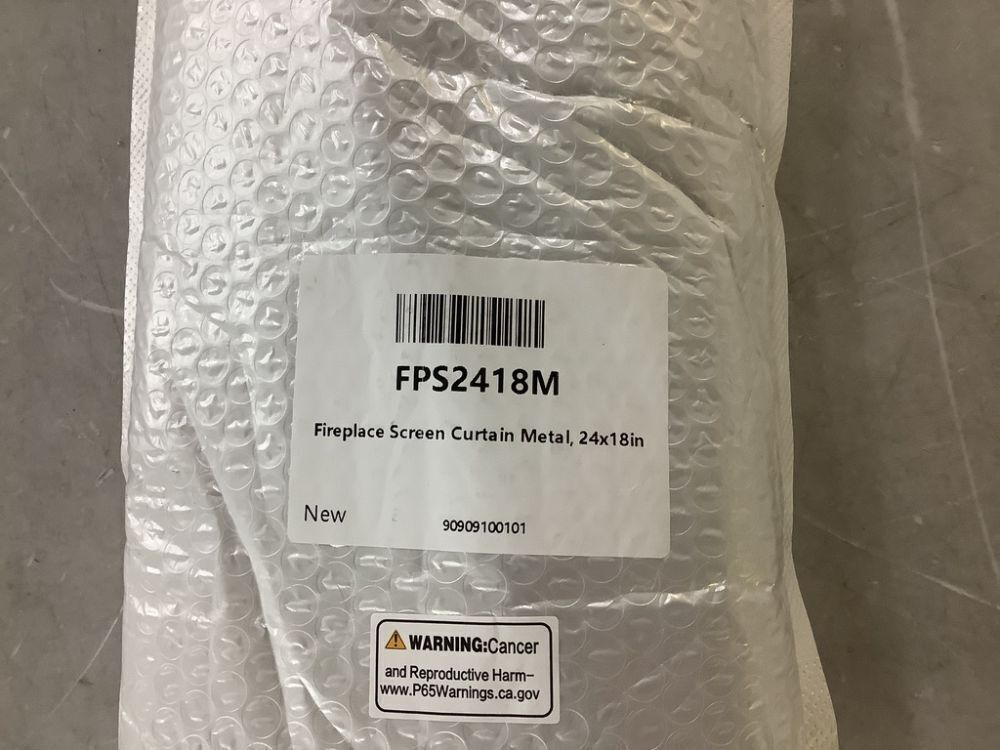 FPS2418M
Fireplace Screen Curtain Metal, 24x18in
New
90909100101
WARNING:Cancer
and Reproductive Harm-
www.P65Warnings.ca.gov